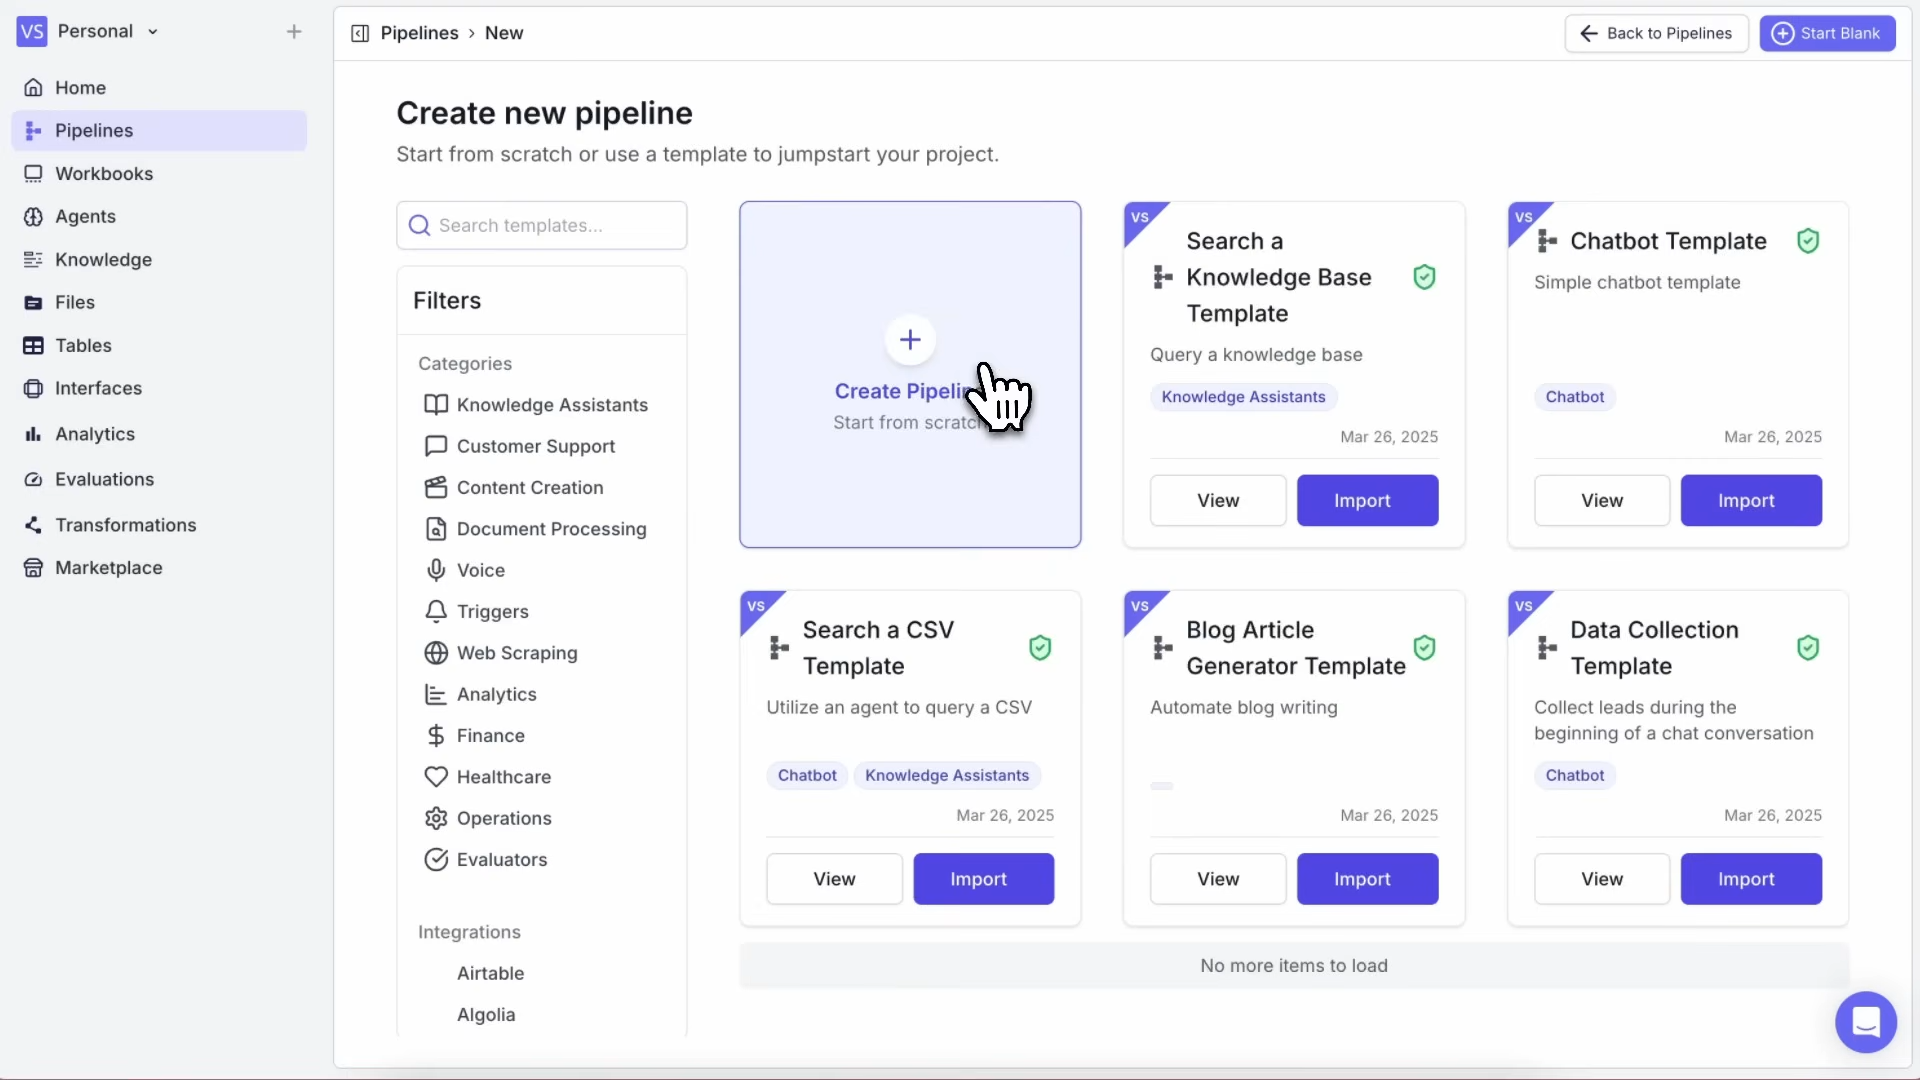 VS Personal
Home
Pipelines
Workbooks
Agents
Knowledge
Files
Tables
Interfaces
Analytics
Evaluations
Transformations
Marketplace
Pipelines › New
Back to Pipelines
Start Blank
Create new pipeline
Start from scratch or use a template to jumpstart your project.
Search templates...
Filters
Categories
Knowledge Assistants
Customer Support
Content Creation
Document Processing
Voice
Triggers
Web Scraping
Analytics
Finance
Healthcare
Operations
Evaluators
Integrations
Airtable
Algolia
Create
Start from
VS
Search a
Knowledge Base
Template
Query a knowledge base
Knowledge Assistants
Mar 26, 2025
View Import
VS
Chatbot Template
Simple chatbot template
Chatbot
Mar 26, 2025
View Import
VS
Search a CSV
Template
Utilize an agent to query a CSV
Chatbot Knowledge Assistants
Mar 26, 2025
View Import
VS
Blog Article
Generator Template
Automate blog writing
Mar 26, 2025
View Import
VS
Data Collection
Template
Collect leads during the
beginning of a chat conversation
Chatbot
Mar 26, 2025
View Import
No more items to load